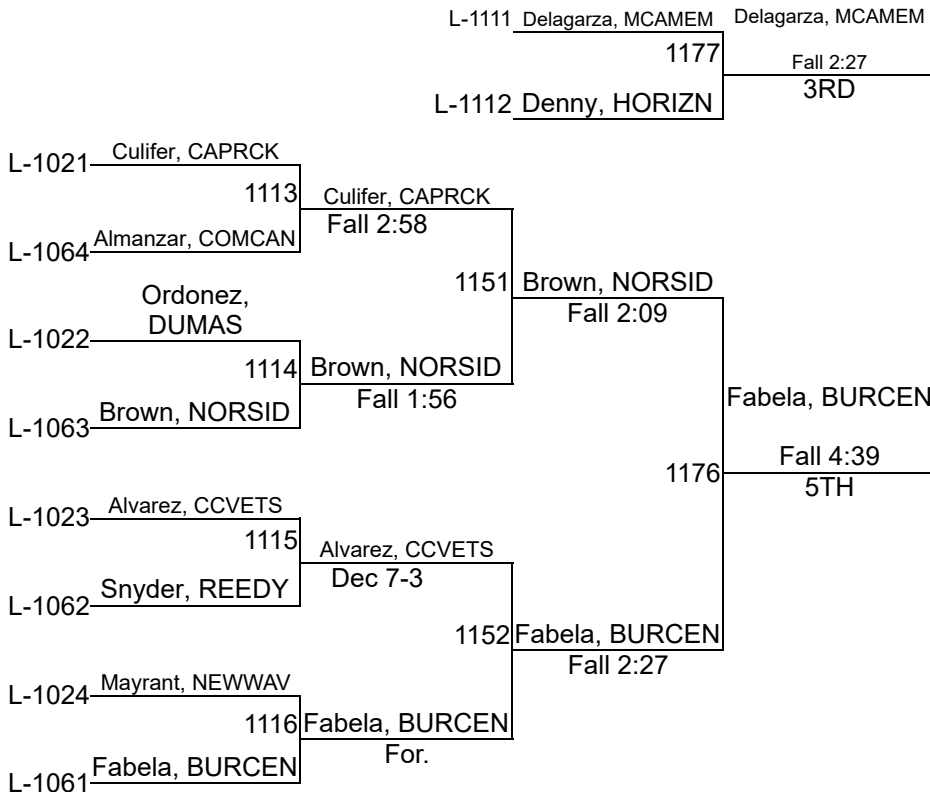 L-1111 Delagarza, MCAMEM
Delagarza, MCAMEM
1177
Fall 2:27
3RD
L-1112 Denny, HORIZN
L-1021 Culifer, CAPRCK
1113
Culifer, CAPRCK
Fall 2:58
L-1064 Almanzar, COMCAN
1151
Brown, NORSID
Fall 2:09
Ordonez,
DUMAS
L-1022
1114
Brown, NORSID
Fall 1:56
L-1063 Brown, NORSID
Fabela, BURCEN
1176
Fall 4:39
5TH
L-1023 Alvarez, CCVETS
1115
Alvarez, CCVETS
Dec 7-3
L-1062 Snyder, REEDY
1152
Fabela, BURCEN
Fall 2:27
L-1024 Mayrant, NEWWAV
1116
Fabela, BURCEN
For.
L-1061 Fabela, BURCEN